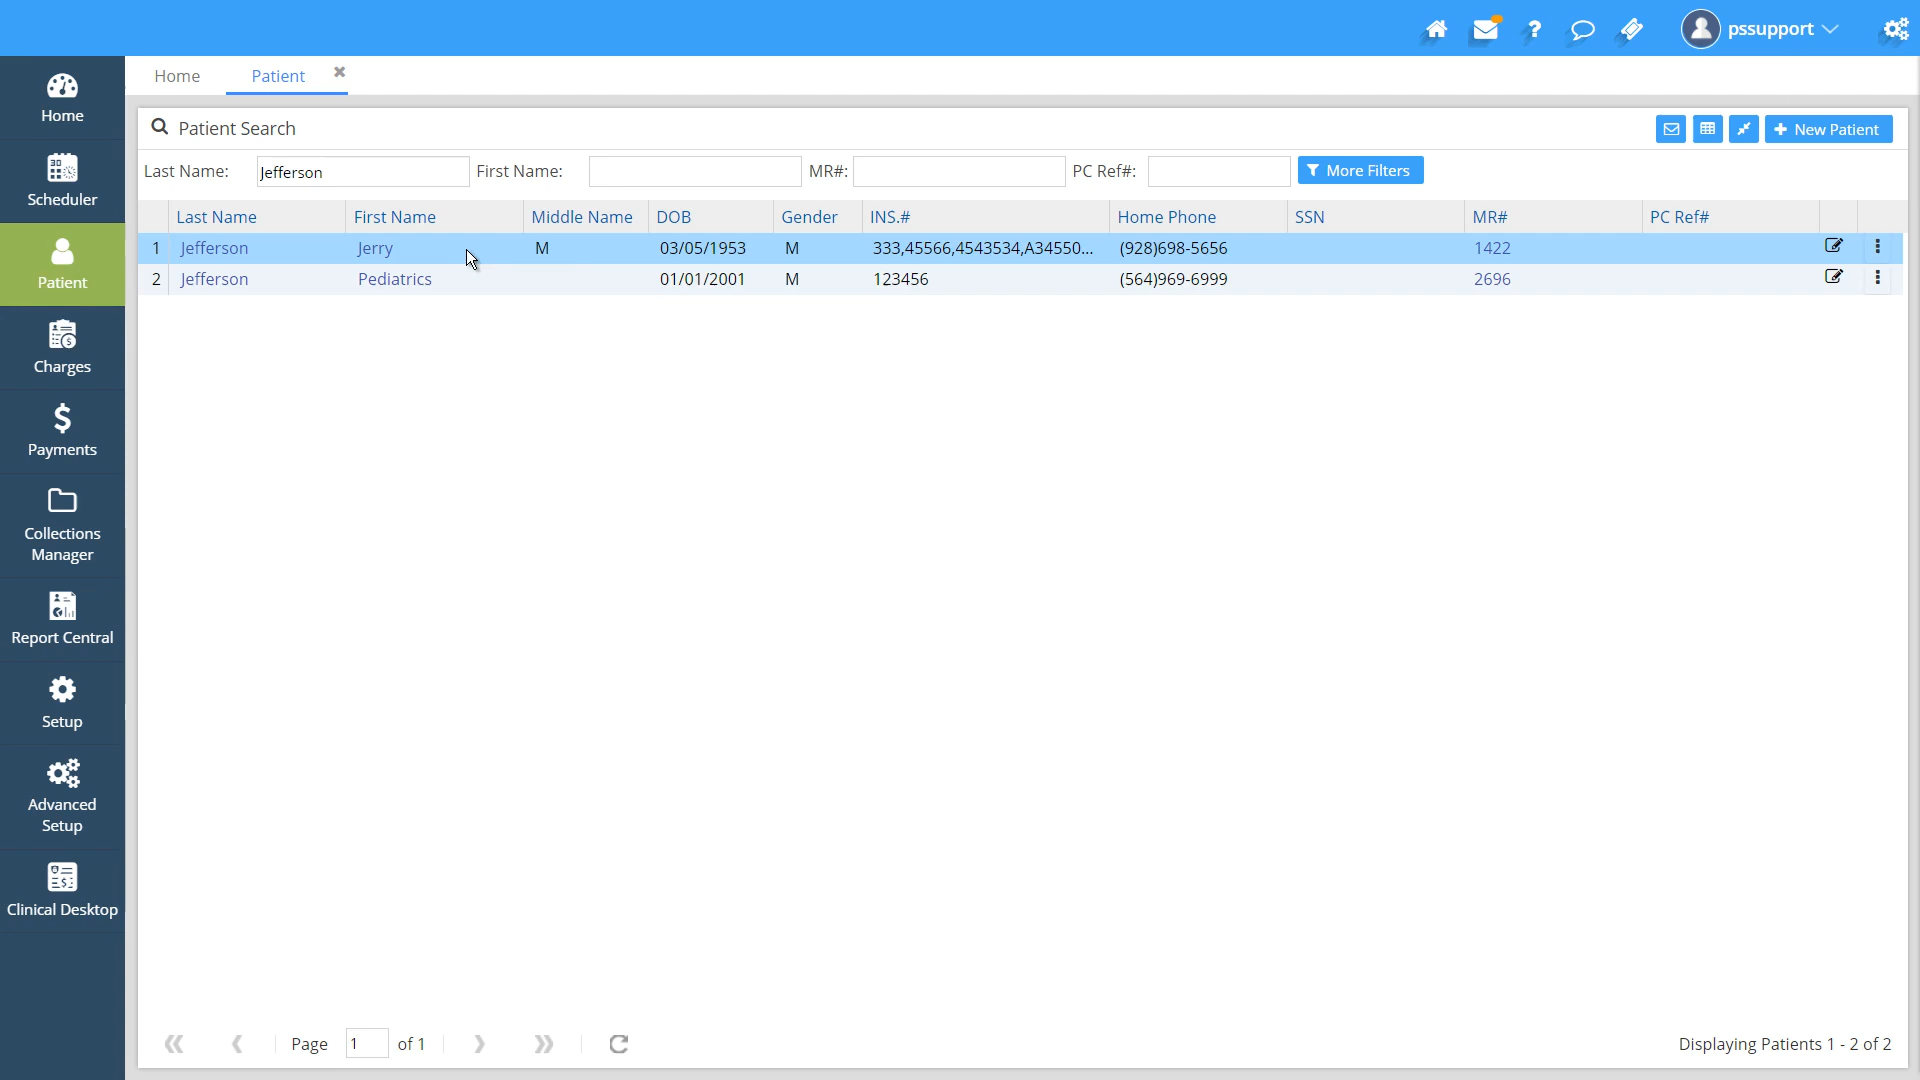 pssupport
Home
Patient
Home
Scheduler
Patient
Charges
Payments
Collections
Manager
Report Central
Setup
Advanced
Setup
Clinical Desktop
Patient Search
New Patient
Last Name: Jefferson First Name: MR#: PC Ref#: More Filters
Last Name First Name Middle Name DOB Gender INS.# Home Phone SSN MR# PC Ref#
1 Jefferson Jerry M 03/05/1953 M 333,45566,4543534,A34550... (928)698-5656 1422
2 Jefferson Pediatrics 01/01/2001 M 123456 (564)969-6999 2696
Page 1 of 1
Displaying Patients 1 - 2 of 2